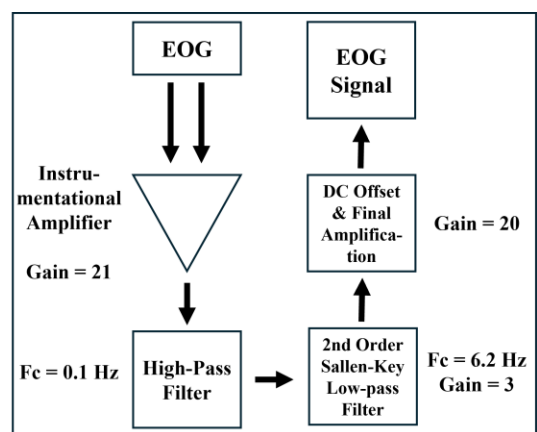 EOG
Instru-
mentational
Amplifier
Gain = 21
Fc = 0.1 Hz
High-Pass
Filter
2nd Order
Sallen-Key
Low-pass
Filter
Fc = 6.2 Hz
Gain = 3
DC Offset
& Final
Amplifica-
tion
Gain = 20
EOG
Signal